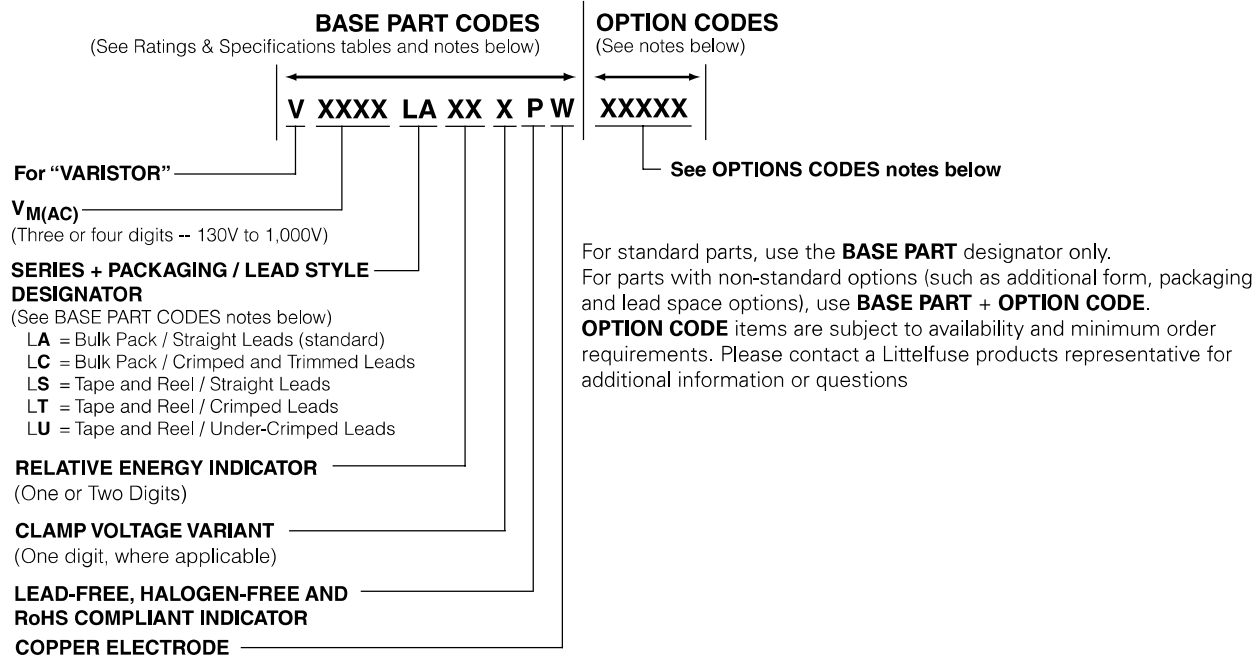 BASE PART CODES
(See Ratings & Specifications tables and notes below)
OPTION CODES
(See notes below)
V XXXX LA XX X P W XXXXX
For “VARISTOR”
See OPTIONS CODES notes below
VM(AC)
(Three or four digits -- 130V to 1,000V)
SERIES + PACKAGING / LEAD STYLE
DESIGNATOR
(See BASE PART CODES notes below)
LA = Bulk Pack / Straight Leads (standard)
LC = Bulk Pack / Crimped and Trimmed Leads
LS = Tape and Reel / Straight Leads
LT = Tape and Reel / Crimped Leads
LU = Tape and Reel / Under-Crimped Leads
For standard parts, use the BASE PART designator only.
For parts with non-standard options (such as additional form, packaging
and lead space options), use BASE PART + OPTION CODE.
OPTION CODE items are subject to availability and minimum order
requirements. Please contact a Littelfuse products representative for
additional information or questions
RELATIVE ENERGY INDICATOR
(One or Two Digits)
CLAMP VOLTAGE VARIANT
(One digit, where applicable)
LEAD-FREE, HALOGEN-FREE AND
RoHS COMPLIANT INDICATOR
COPPER ELECTRODE